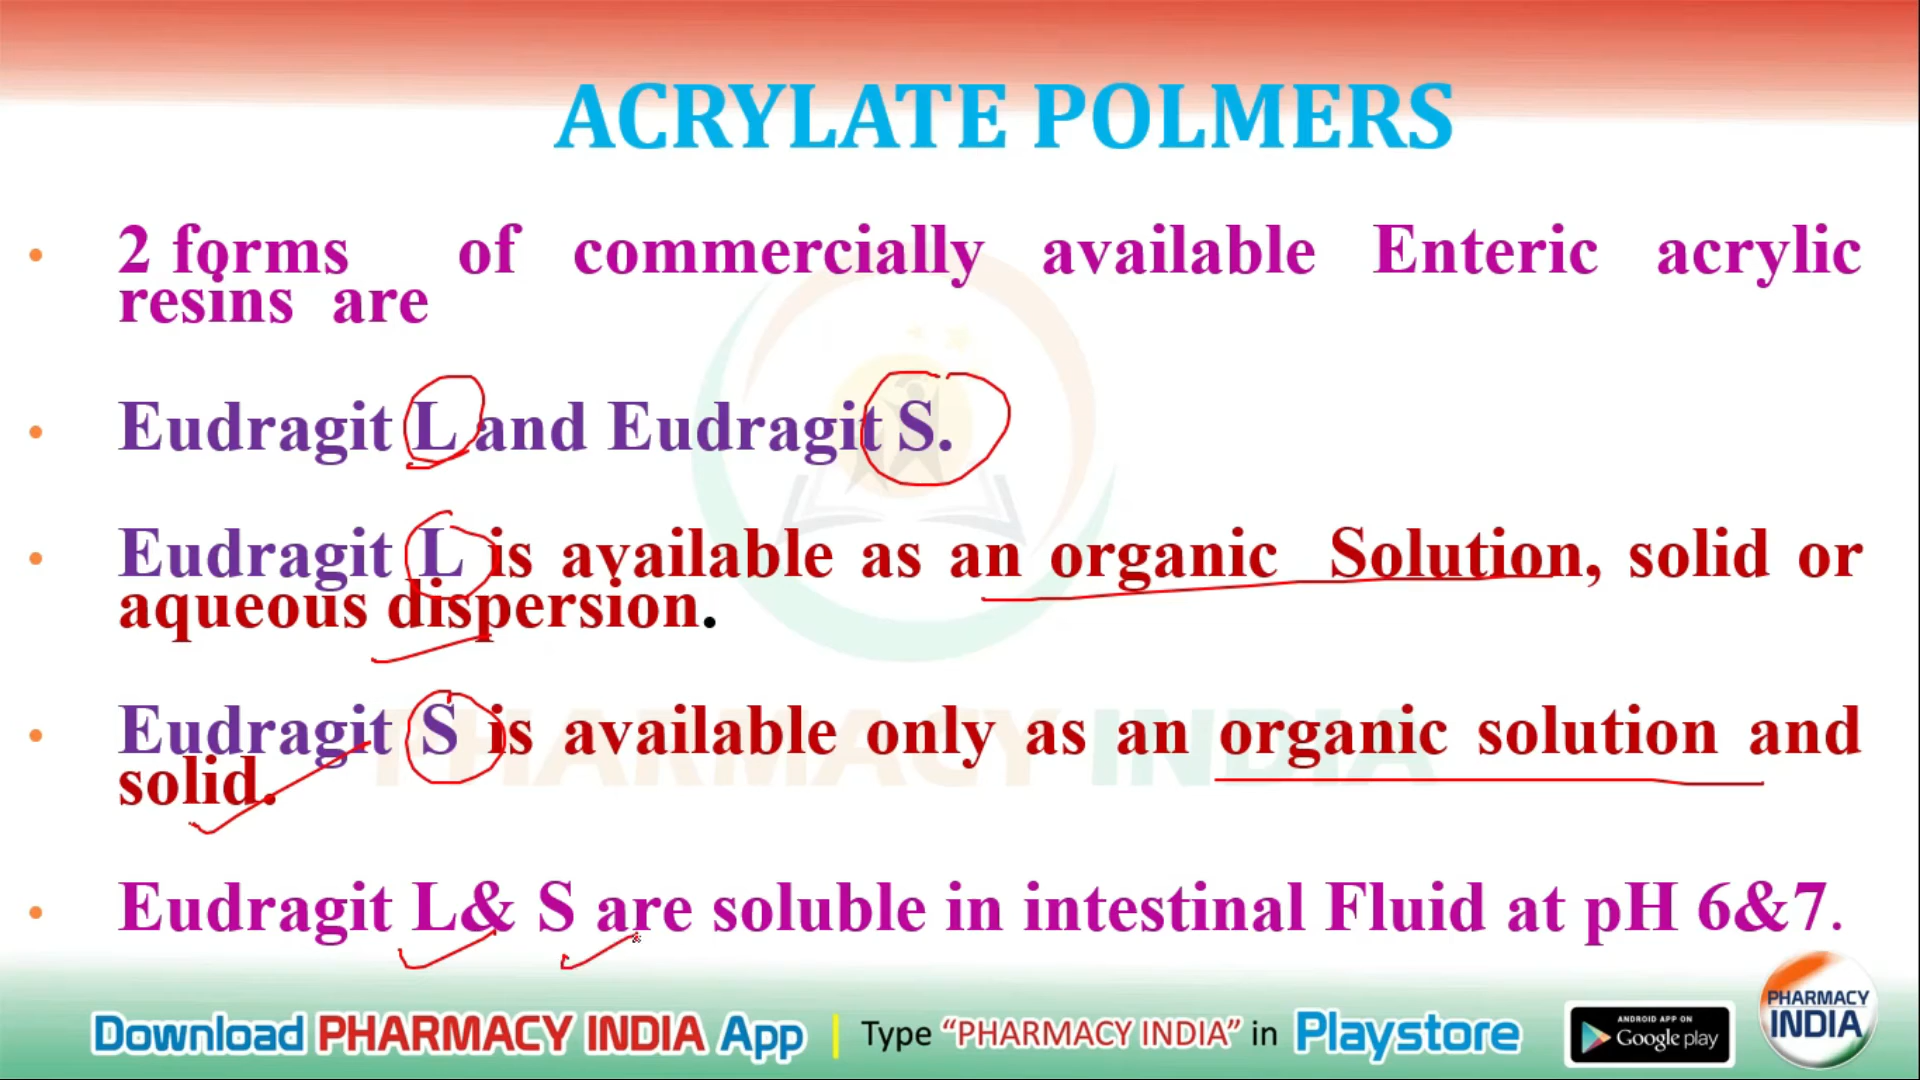 ACRYLATE POLMERS
• 2 forms of commercially available Enteric acrylic
resins are
• Eudragit L and Eudragit S.
• Eudragit L is available as an organic Solution, solid or
aqueous dispersion.
• Eudragit S is available only as an organic solution and
solid.
• Eudragit L& S are soluble in intestinal Fluid at pH 6&7.
PHARMACY INDIA
Download PHARMACY INDIA App | Type “PHARMACY INDIA” in Playstore
ANDROID APP ON
Google play
PHARMACY
INDIA